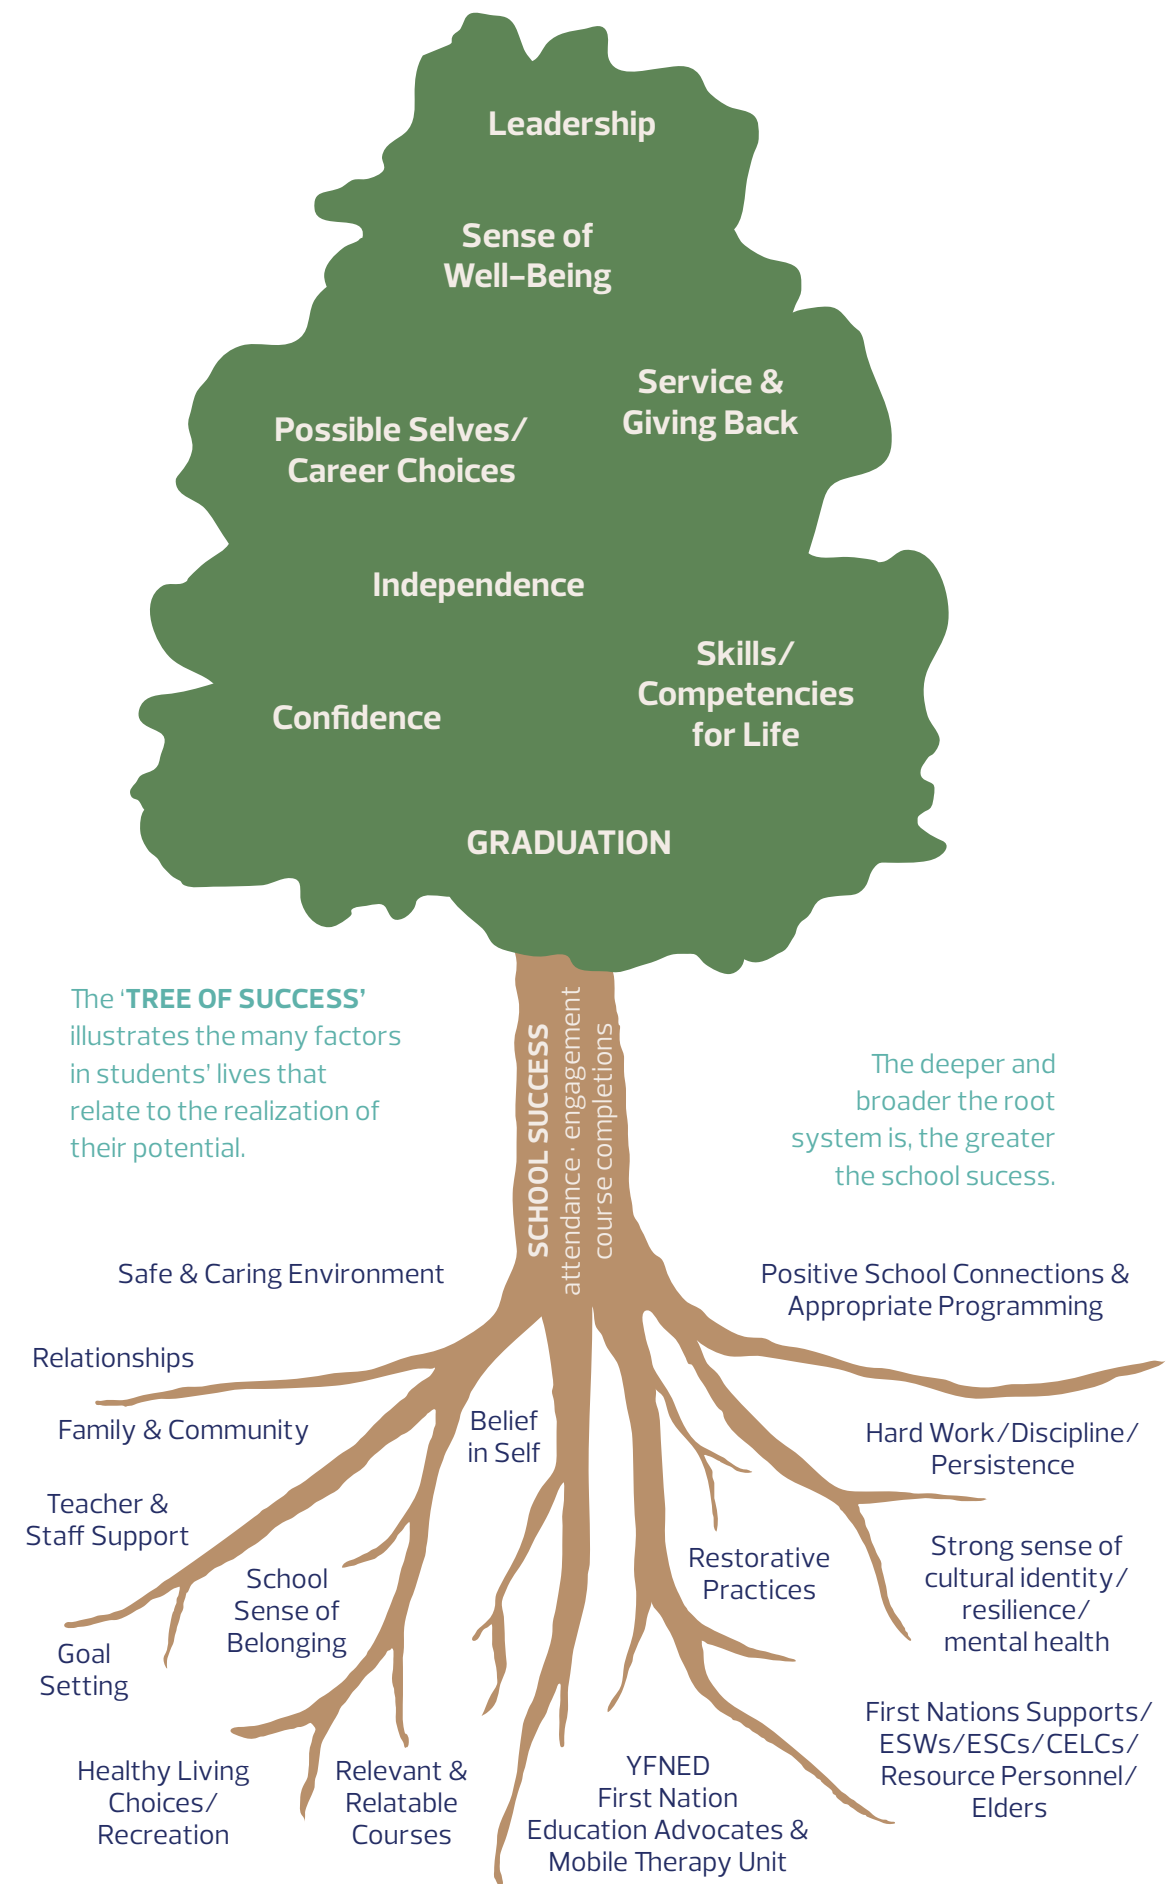 Leadership
Sense of
Well-Being
Service &
Giving Back
Possible Selves/
Career Choices
Independence
Skills/
Competencies
for Life
Confidence
GRADUATION
The ‘TREE OF SUCCESS’
illustrates the many factors
in students’ lives that
relate to the realization of
their potential.
SCHOOL SUCCESS
attendance · engagement
course completions
The deeper and
broader the root
system is, the greater
the school sucess.
Safe & Caring Environment
Positive School Connections &
Appropriate Programming
Relationships
Family & Community
Belief
in Self
Hard Work/Discipline/
Persistence
Teacher &
Staff Support
School
Sense of
Belonging
Restorative
Practices
Strong sense of
cultural identity/
resilience/
mental health
Goal
Setting
First Nations Supports/
ESWs/ESCs/CELCs/
Resource Personnel/
Elders
Healthy Living
Choices/
Recreation
Relevant &
Relatable
Courses
YFNED
First Nation
Education Advocates &
Mobile Therapy Unit